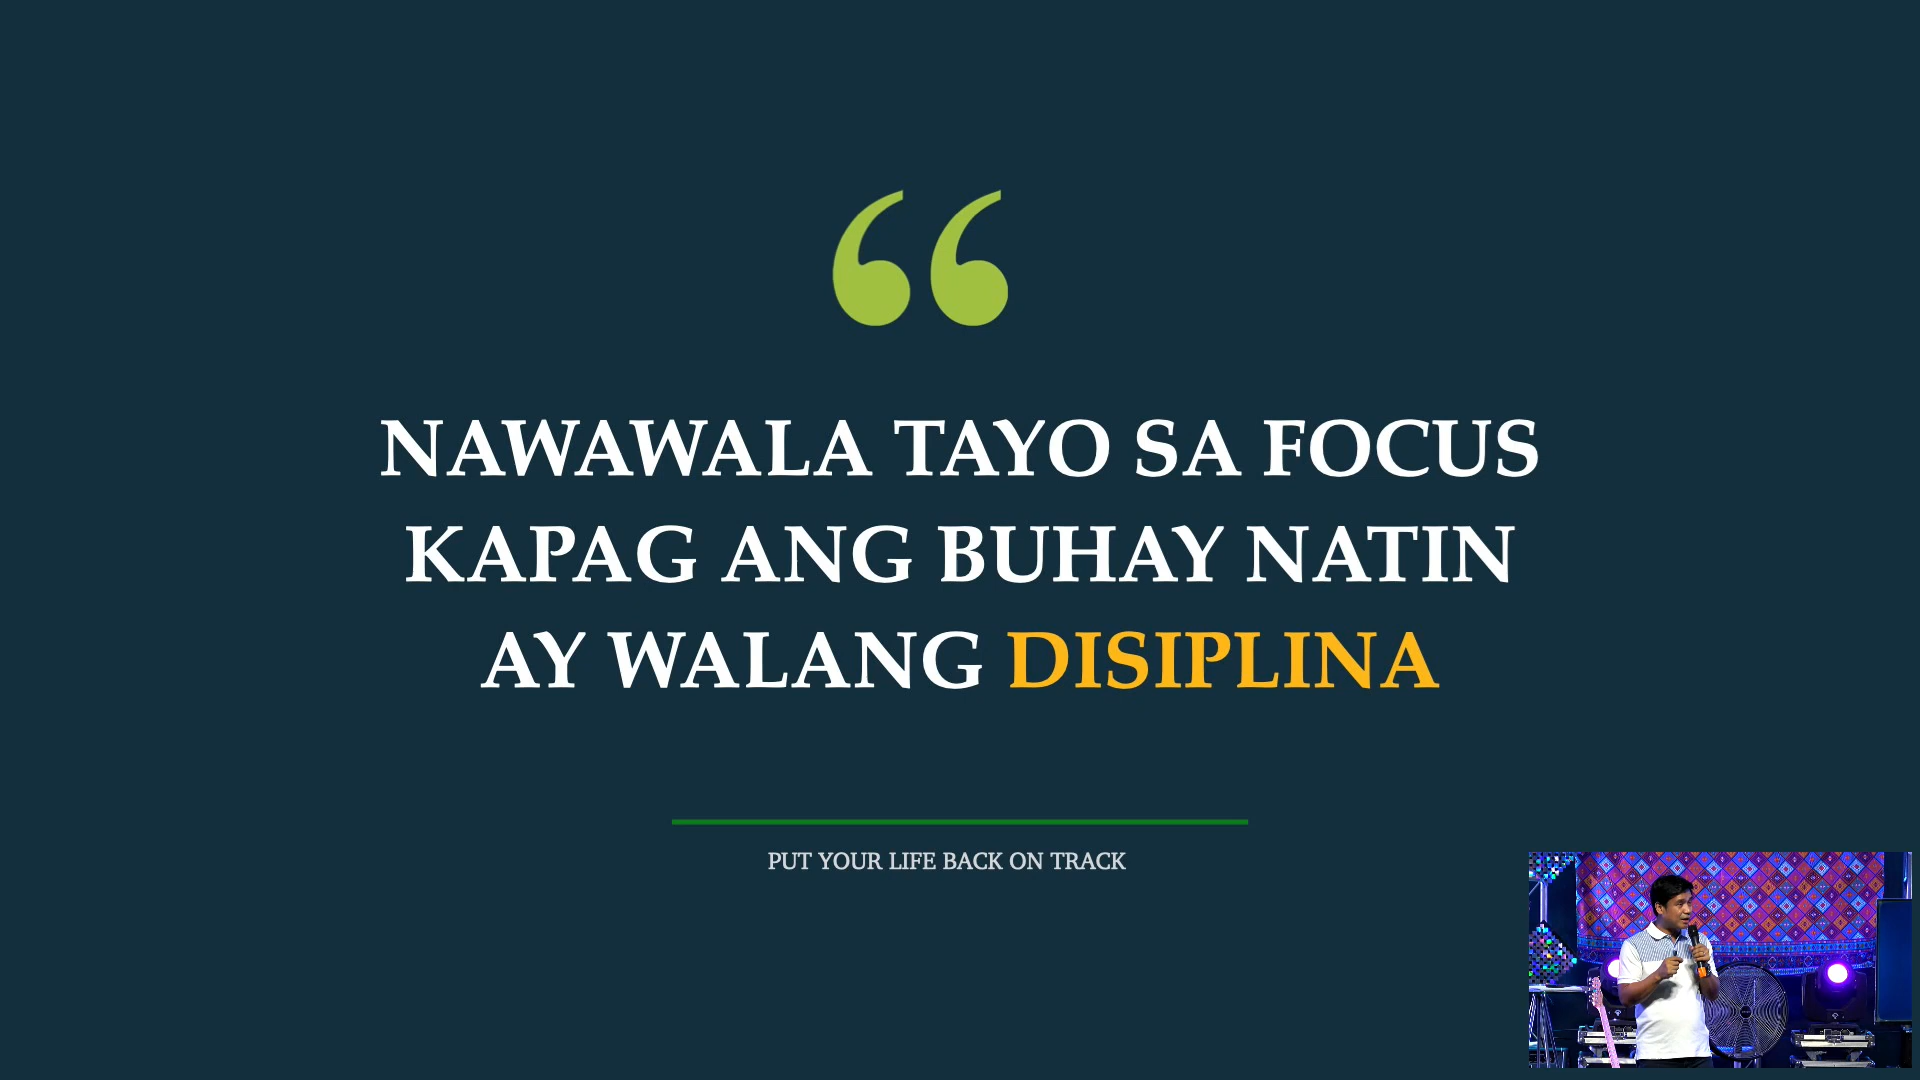 “
NAWAWALA TAYO SA FOCUS
KAPAG ANG BUHAY NATIN
AY WALANG DISIPLINA
PUT YOUR LIFE BACK ON TRACK